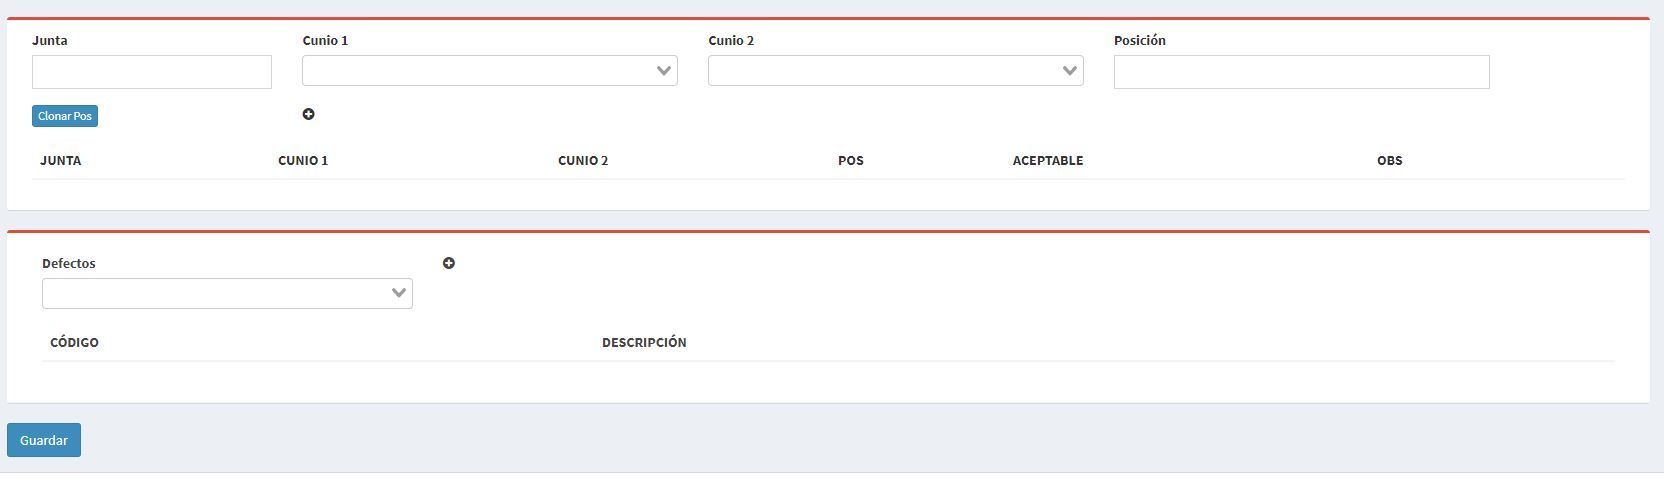 Junta Cunio 1 Cunio 2 Posición
Clonar Pos
JUNTA CUNIO 1 CUNIO 2 POS ACEPTABLE OBS
Defectos
CÓDIGO DESCRIPCIÓN
Guardar